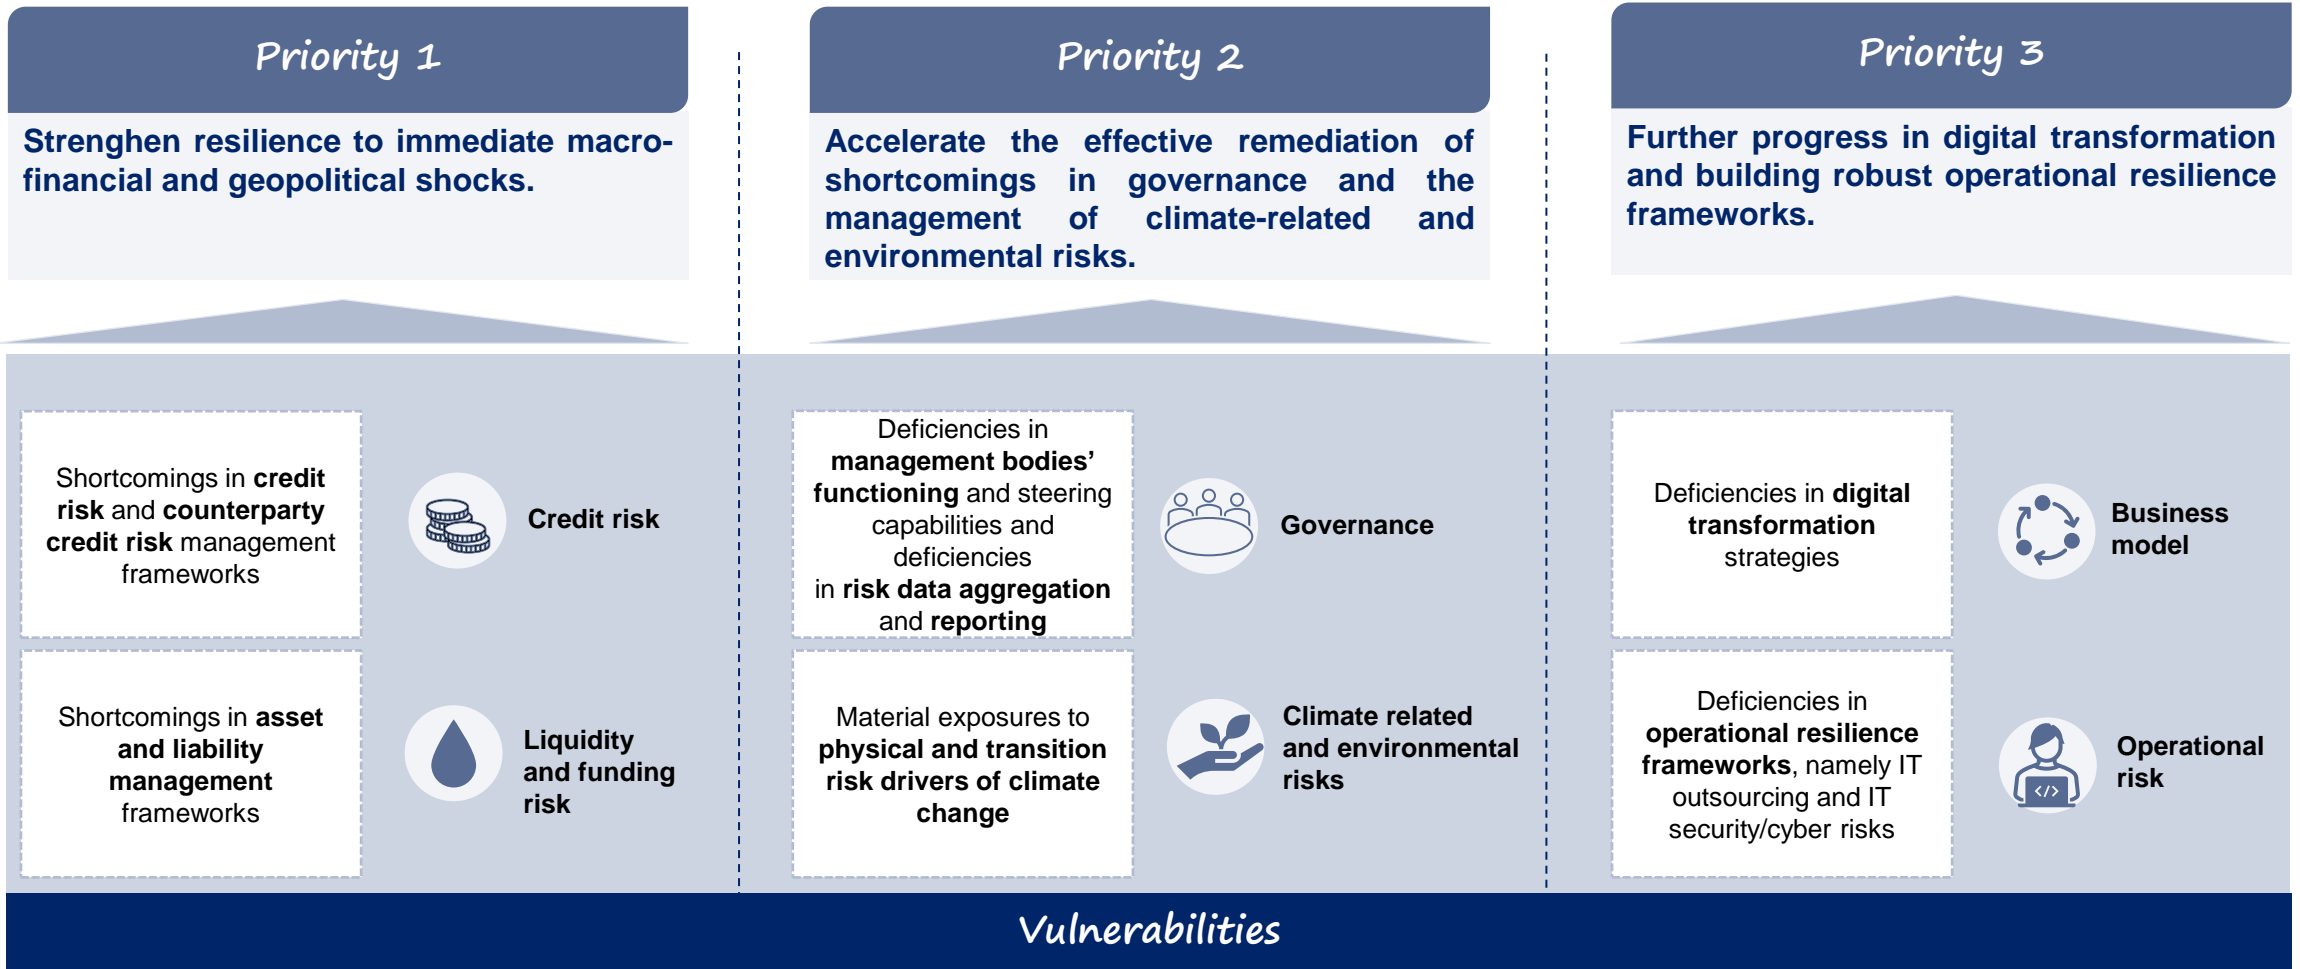 Priority 1
Strenghen resilience to immediate macro-
financial and geopolitical shocks.
Priority 2
Accelerate the effective remediation of
shortcomings in governance and the
management of climate-related and
environmental risks.
Priority 3
Further progress in digital transformation
and building robust operational resilience
frameworks.
Shortcomings in credit
risk and counterparty
credit risk management
frameworks
Credit risk
Shortcomings in asset
and liability
management
frameworks
Liquidity
and funding
risk
Deficiencies in
management bodies’
functioning and steering
capabilities and
deficiencies
in risk data aggregation
and reporting
Governance
Material exposures to
physical and transition
risk drivers of climate
change
Climate related
and environmental
risks
Deficiencies in digital
transformation
strategies
Business
model
Deficiencies in
operational resilience
frameworks, namely IT
outsourcing and IT
security/cyber risks
</>
Operational
risk
Vulnerabilities